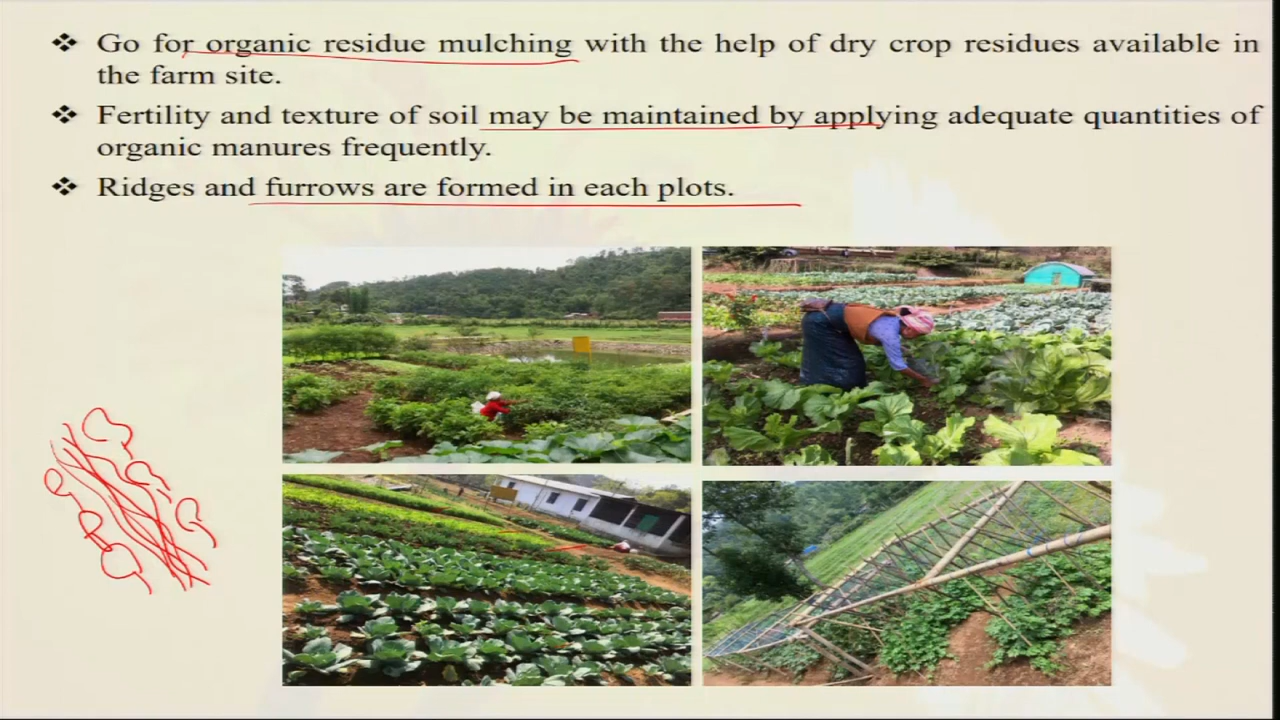 ❖ Go for organic residue mulching with the help of dry crop residues available in
the farm site.
❖ Fertility and texture of soil may be maintained by applying adequate quantities of
organic manures frequently.
❖ Ridges and furrows are formed in each plots.